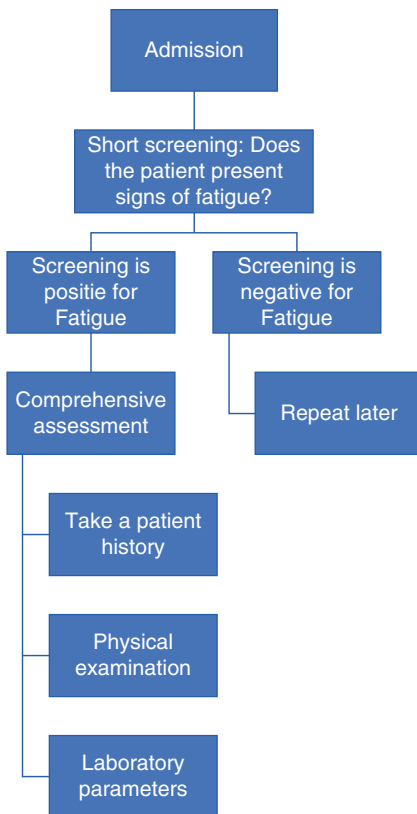 Admission
Short screening: Does
the patient present
signs of fatigue?
Screening is
positie for
Fatigue
Screening is
negative for
Fatigue
Comprehensive
assessment
Repeat later
Take a patient
history
Physical
examination
Laboratory
parameters